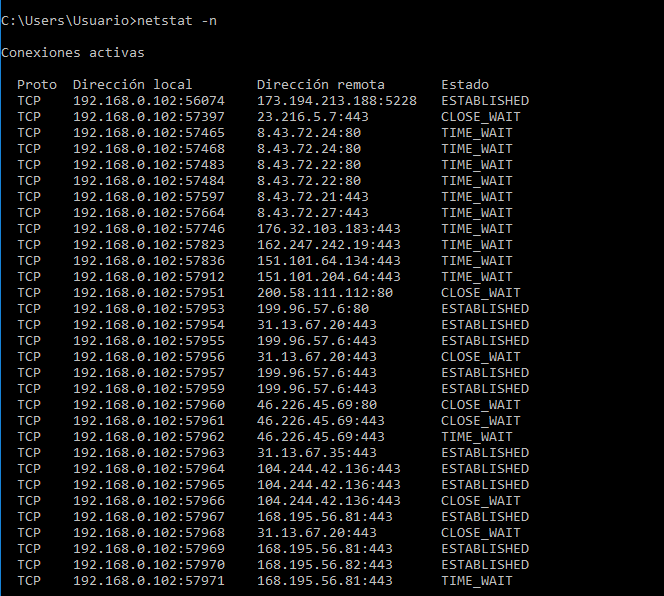 C:\Users\Usuario>netstat -n
Conexiones activas
Proto  Dirección local        Dirección remota       Estado
TCP    192.168.0.102:56074    173.194.213.188:5228   ESTABLISHED
TCP    192.168.0.102:57397    23.216.5.7:443         CLOSE_WAIT
TCP    192.168.0.102:57465    8.43.72.24:80          TIME_WAIT
TCP    192.168.0.102:57468    8.43.72.24:80          TIME_WAIT
TCP    192.168.0.102:57483    8.43.72.22:80          TIME_WAIT
TCP    192.168.0.102:57484    8.43.72.22:80          TIME_WAIT
TCP    192.168.0.102:57597    8.43.72.21:443         TIME_WAIT
TCP    192.168.0.102:57664    8.43.72.27:443         TIME_WAIT
TCP    192.168.0.102:57746    176.32.103.183:443     TIME_WAIT
TCP    192.168.0.102:57823    162.247.242.19:443     TIME_WAIT
TCP    192.168.0.102:57836    151.101.64.134:443     TIME_WAIT
TCP    192.168.0.102:57912    151.101.204.64:443     TIME_WAIT
TCP    192.168.0.102:57951    200.58.111.112:80      CLOSE_WAIT
TCP    192.168.0.102:57953    199.96.57.6:80         ESTABLISHED
TCP    192.168.0.102:57954    31.13.67.20:443        ESTABLISHED
TCP    192.168.0.102:57955    199.96.57.6:443        ESTABLISHED
TCP    192.168.0.102:57956    31.13.67.20:443        CLOSE_WAIT
TCP    192.168.0.102:57957    199.96.57.6:443        ESTABLISHED
TCP    192.168.0.102:57959    199.96.57.6:443        ESTABLISHED
TCP    192.168.0.102:57960    46.226.45.69:80        CLOSE_WAIT
TCP    192.168.0.102:57961    46.226.45.69:443       CLOSE_WAIT
TCP    192.168.0.102:57962    46.226.45.69:443       TIME_WAIT
TCP    192.168.0.102:57963    31.13.67.35:443        ESTABLISHED
TCP    192.168.0.102:57964    104.244.42.136:443     ESTABLISHED
TCP    192.168.0.102:57965    104.244.42.136:443     ESTABLISHED
TCP    192.168.0.102:57966    104.244.42.136:443     CLOSE_WAIT
TCP    192.168.0.102:57967    168.195.56.81:443      ESTABLISHED
TCP    192.168.0.102:57968    31.13.67.20:443        CLOSE_WAIT
TCP    192.168.0.102:57969    168.195.56.81:443      ESTABLISHED
TCP    192.168.0.102:57970    168.195.56.82:443      ESTABLISHED
TCP    192.168.0.102:57971    168.195.56.81:443      TIME_WAIT